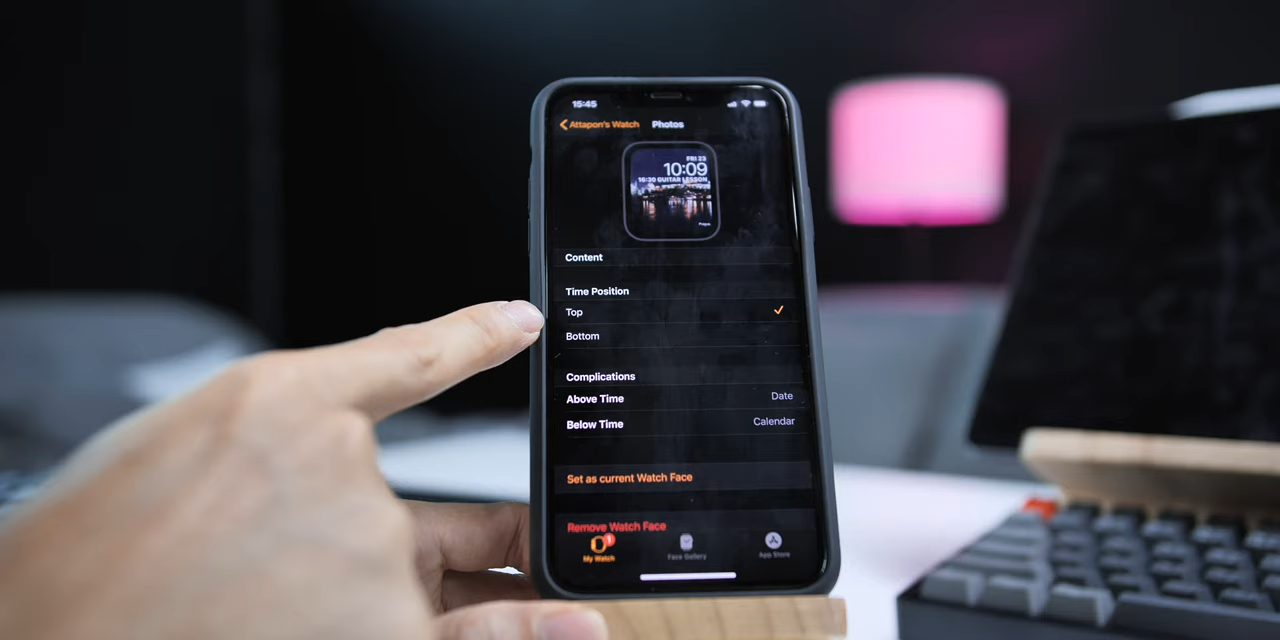 15:45
Attapon's Watch Photos
FRI 23
10:09
16:30 GUITAR LESSON
Prague
Content
Time Position
Top
Bottom
Complications
Above Time Date
Below Time Calendar
Set as current Watch Face
Remove Watch Face
1
My Watch Face Gallery App Store